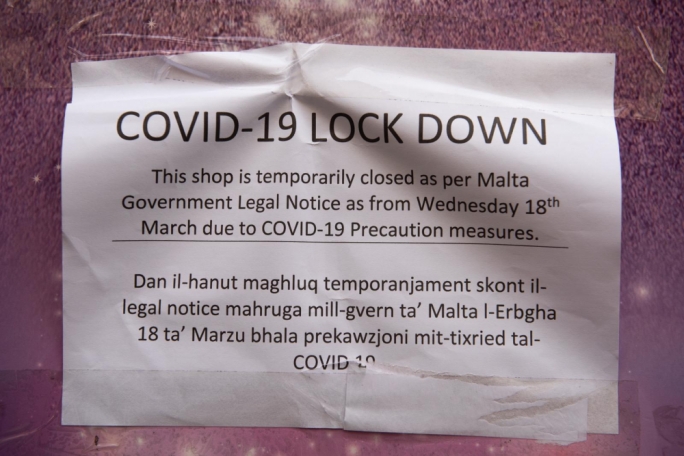 COVID-19 LOCK DOWN
This shop is temporarily closed as per Malta
Government Legal Notice as from Wednesday 18th
March due to COVID-19 Precaution measures.
Dan il-hanut maghluq temporanjament skont il-
legal notice mahruga mill-gvern ta’ Malta l-Erbgha
18 ta’ Marzu bhala prekawzjoni mit-tixried tal-
COVID 19